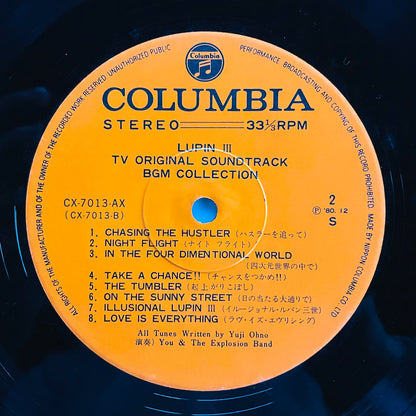 Columbia
COLUMBIA
STEREO 33⅓RPM
LUPIN III
TV ORIGINAL SOUNDTRACK
BGM COLLECTION
CX-7013-AX
(CX-7013-B)
2
Ⓟ'80.12
S
1. CHASING THE HUSTLER (ハスラーを追って)
2. NIGHT FLIGHT (ナイト フライト)
3. IN THE FOUR DIMENTIONAL WORLD
(四次元世界の中で)
4. TAKE A CHANCE!! (チャンスをつかめ!!)
5. THE TUMBLER (起上がりこぼし)
6. ON THE SUNNY STREET (日の当たる大通りで)
7. ILLUSIONAL LUPIN III (イルージョナル・ルパン三世)
8. LOVE IS EVERYTHING (ラヴ・イズ・エヴリシング)
All Tunes Written by Yuji Ohno
演奏) You & The Explosion Band
ALL RIGHTS OF THE MANUFACTURER AND OF THE OWNER OF THE RECORDED WORK RESERVED. UNAUTHORIZED PUBLIC PERFORMANCE, BROADCASTING AND COPYING OF THIS RECORD PROHIBITED. MADE BY NIPPON COLUMBIA CO. LTD